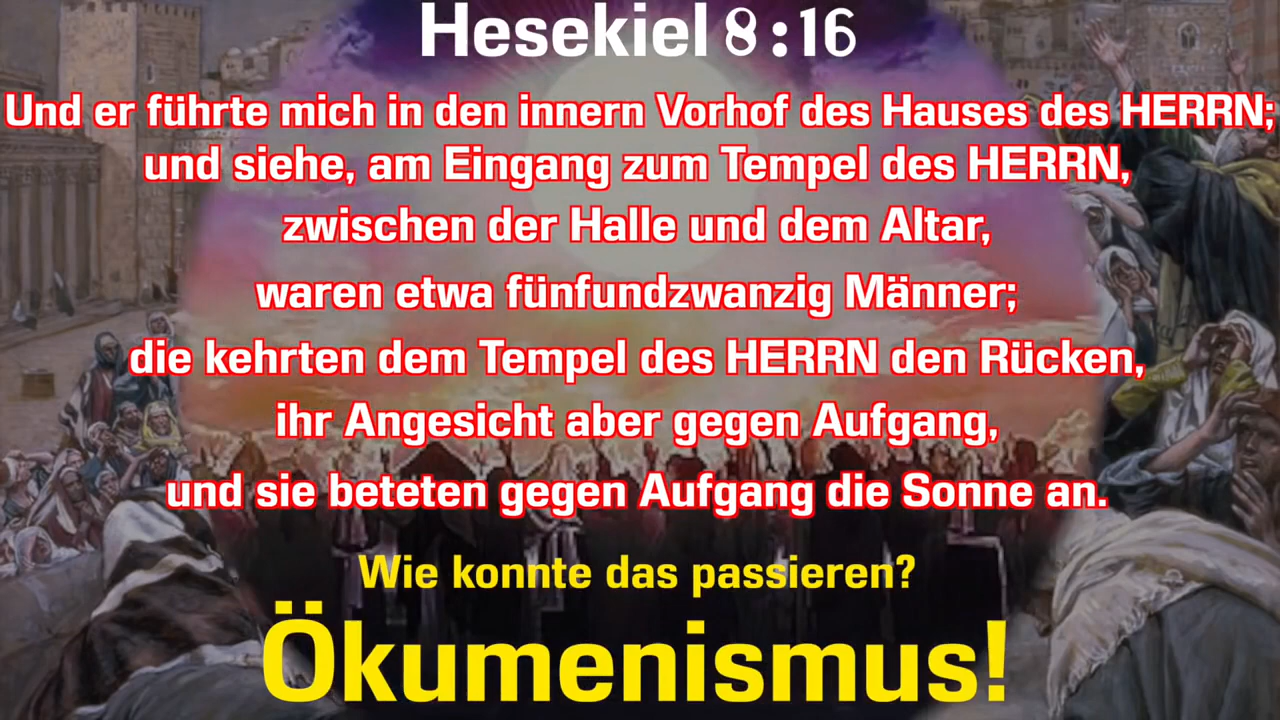 Hesekiel 8:16
Und er führte mich in den innern Vorhof des Hauses des HERRN;
und siehe, am Eingang zum Tempel des HERRN,
zwischen der Halle und dem Altar,
waren etwa fünfundzwanzig Männer;
die kehrten dem Tempel des HERRN den Rücken,
ihr Angesicht aber gegen Aufgang,
und sie beteten gegen Aufgang die Sonne an.
Wie konnte das passieren?
Ökumenismus!